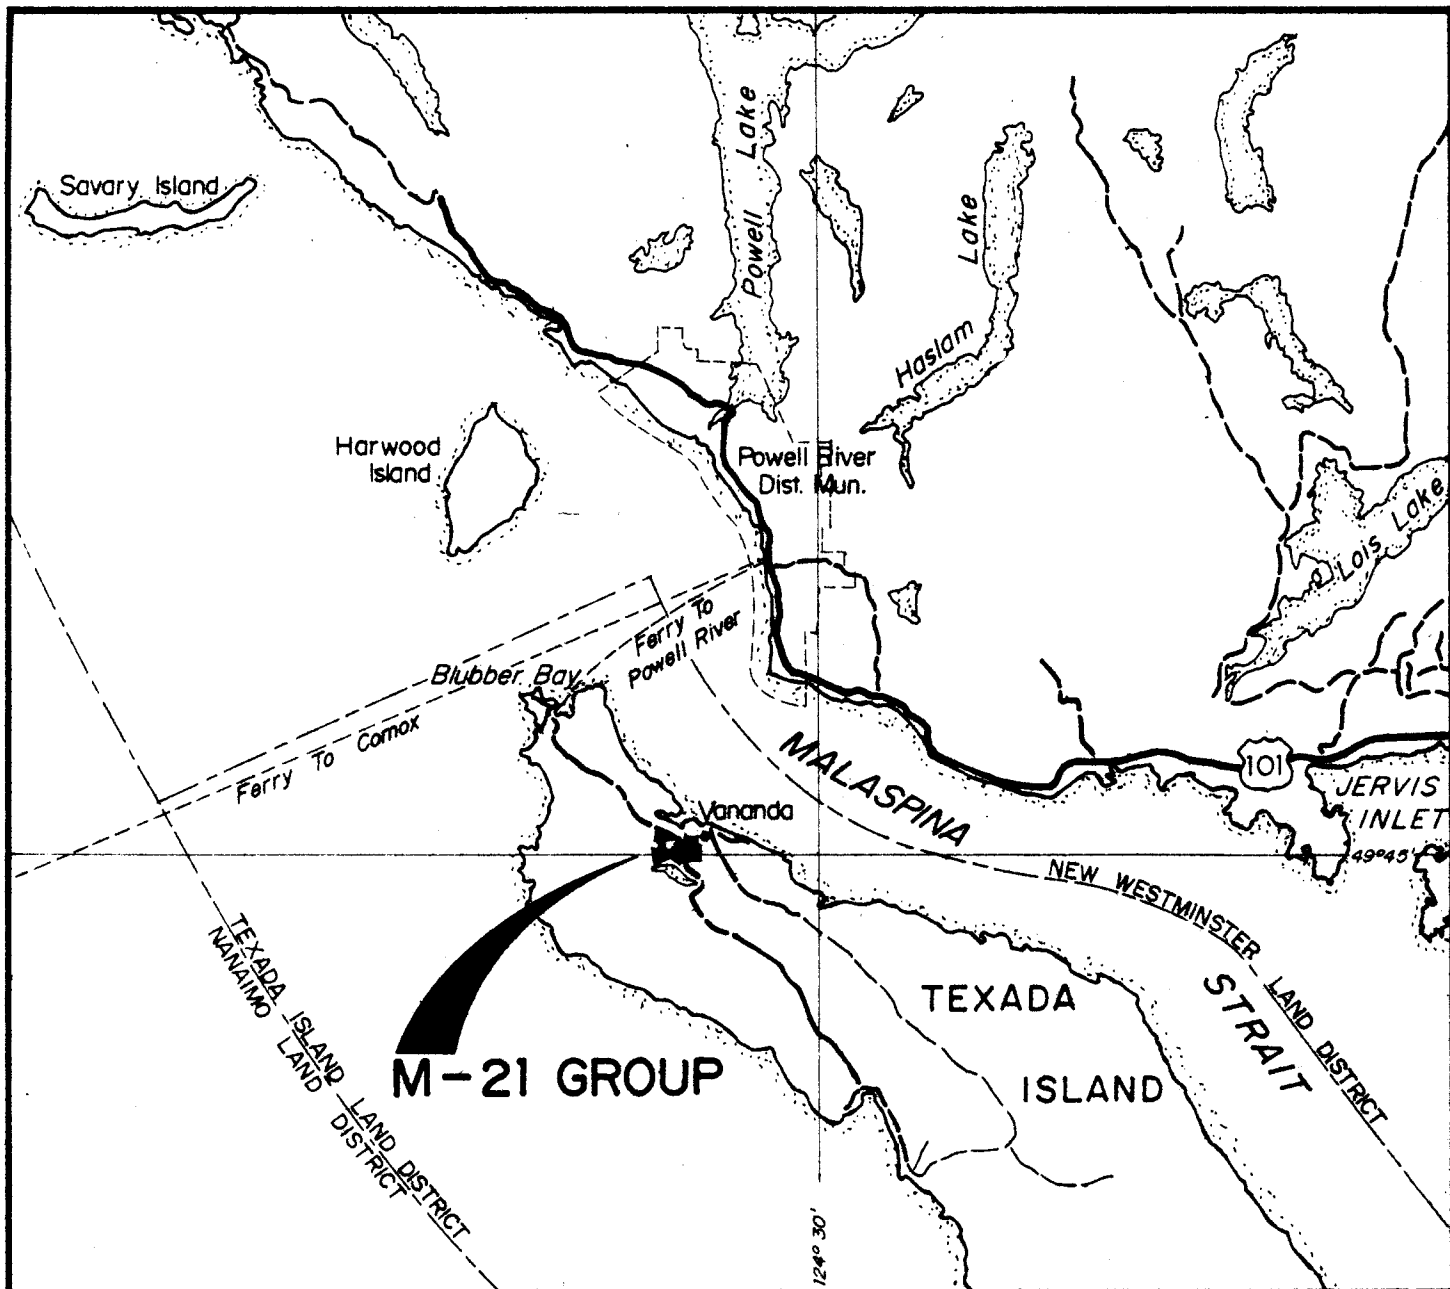 Savary Island
Powell Lake
Haslam Lake
Harwood
Island
Powell River
Dist. Mun.
Lois Lake
Ferry To
Powell River
Blubber Bay
Ferry To Comox
Vananda
MALASPINA
STRAIT
101
JERVIS
INLET
49°45'
NEW WESTMINSTER LAND DISTRICT
TEXADA
ISLAND
TEXADA ISLAND LAND DISTRICT
NANAIMO LAND DISTRICT
M-21 GROUP
124° 30'